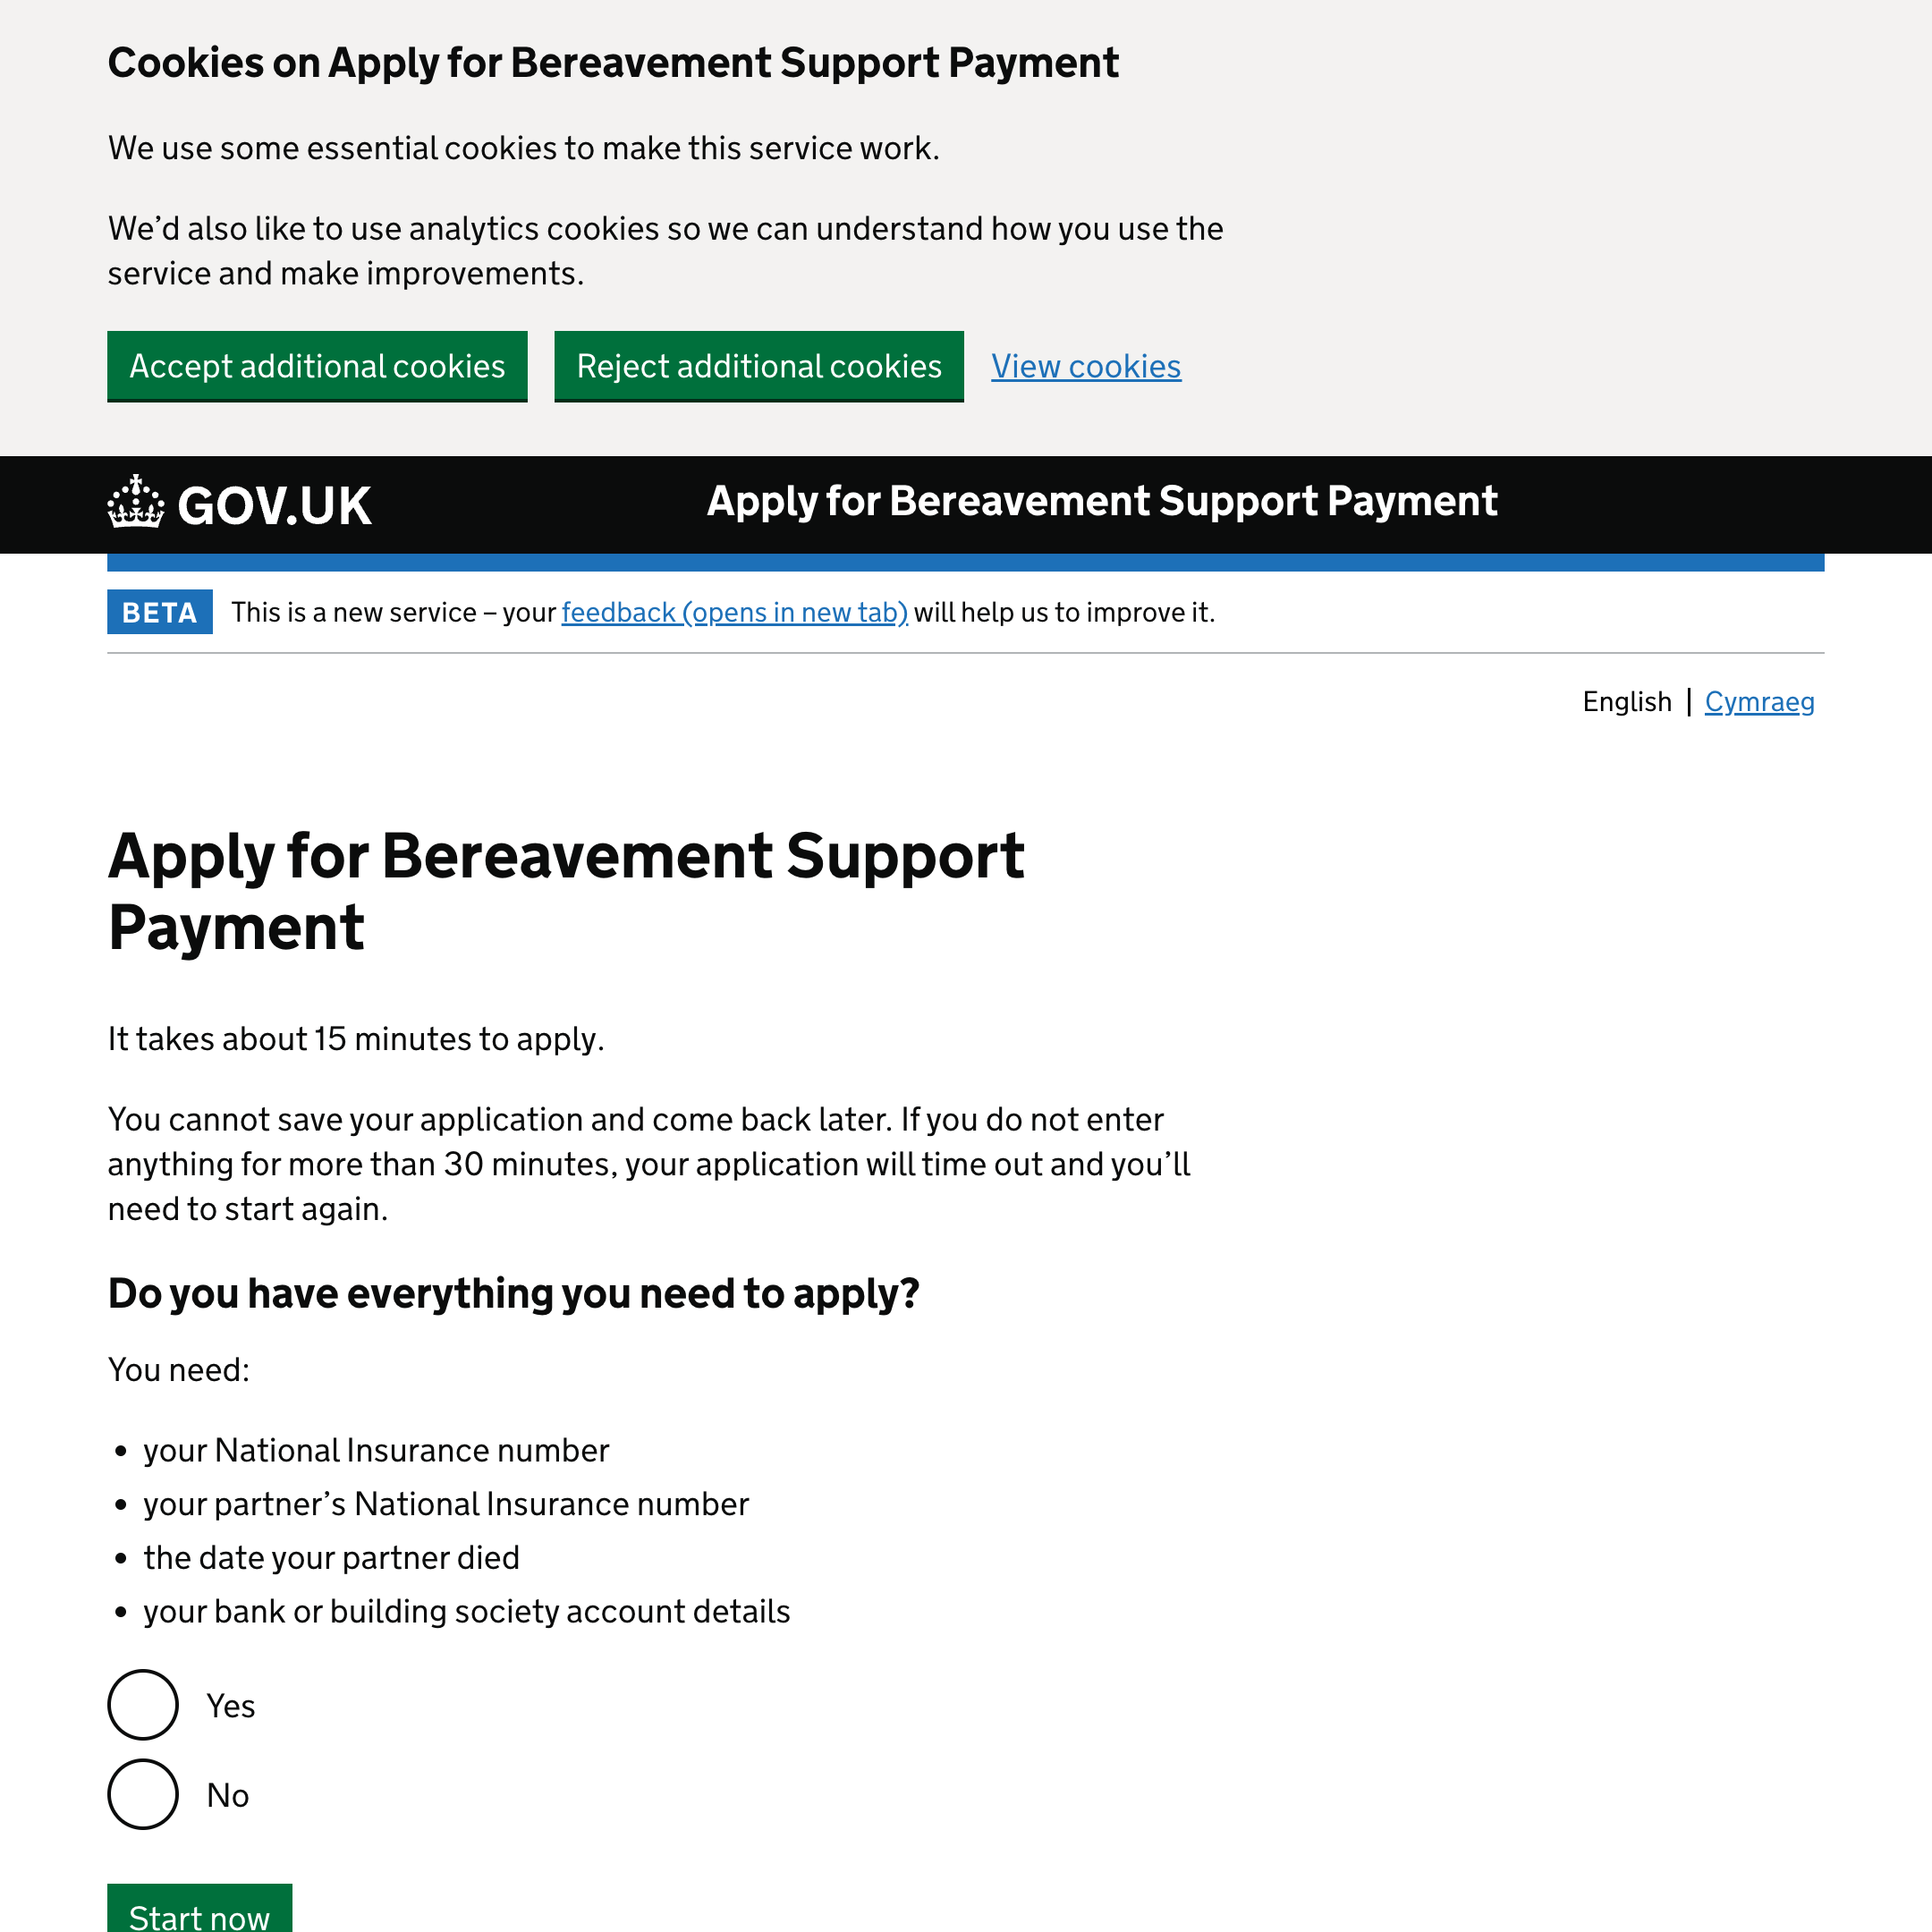 Cookies on Apply for Bereavement Support Payment
We use some essential cookies to make this service work.
We’d also like to use analytics cookies so we can understand how you use the
service and make improvements.
Accept additional cookies
Reject additional cookies
View cookies
GOV.UK
Apply for Bereavement Support Payment
BETA
This is a new service – your feedback (opens in new tab) will help us to improve it.
English | Cymraeg
Apply for Bereavement Support
Payment
It takes about 15 minutes to apply.
You cannot save your application and come back later. If you do not enter
anything for more than 30 minutes, your application will time out and you’ll
need to start again.
Do you have everything you need to apply?
You need:
• your National Insurance number
• your partner’s National Insurance number
• the date your partner died
• your bank or building society account details
Yes
No
Start now